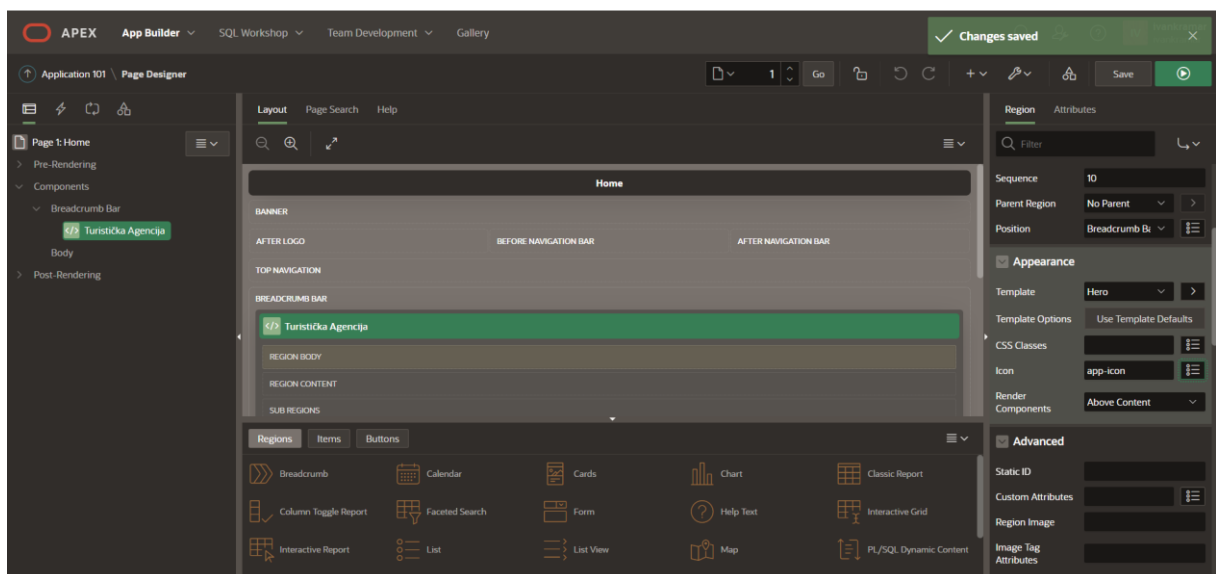 APEX App Builder SQL Workshop Team Development Gallery
Changes saved
Application 101 \ Page Designer
1 Go Save
Page 1: Home
Pre-Rendering
Components
Breadcrumb Bar
</> Turistička Agencija
Body
Post-Rendering
Layout Page Search Help
Home
BANNER
AFTER LOGO BEFORE NAVIGATION BAR AFTER NAVIGATION BAR
TOP NAVIGATION
BREADCRUMB BAR
</> Turistička Agencija
REGION BODY
REGION CONTENT
SUB REGIONS
Regions Items Buttons
Breadcrumb Calendar Cards Chart Classic Report
Column Toggle Report Faceted Search Form Help Text Interactive Grid
Interactive Report List List View Map PL/SQL Dynamic Content
Region Attributes
Filter
Sequence 10
Parent Region No Parent
Position Breadcrumb Ba
Appearance
Template Hero
Template Options Use Template Defaults
CSS Classes
Icon app-icon
Render Components Above Content
Advanced
Static ID
Custom Attributes
Region Image
Image Tag Attributes